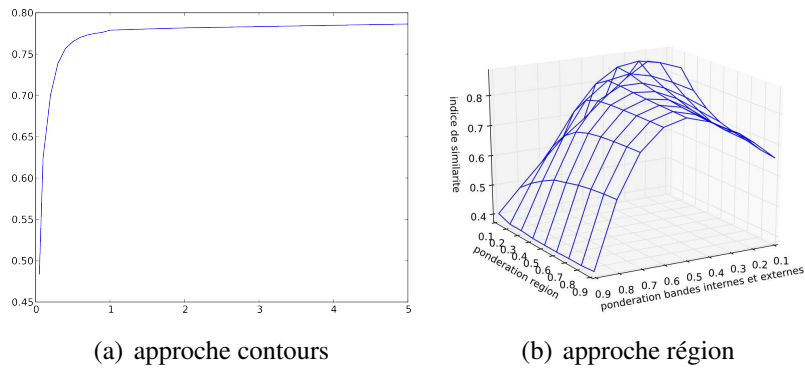 0.80
0.75
0.70
0.65
0.60
0.55
0.50
0.45
0 1 2 3 4 5
(a) approche contours
indice de similarite
0.8
0.7
0.6
0.5
0.4
0.1 0.2 0.3 0.4 0.5 0.6 0.7 0.8 0.9
ponderation region
0.9 0.8 0.7 0.6 0.5 0.4 0.3 0.2 0.1
ponderation bandes internes et externes
(b) approche région